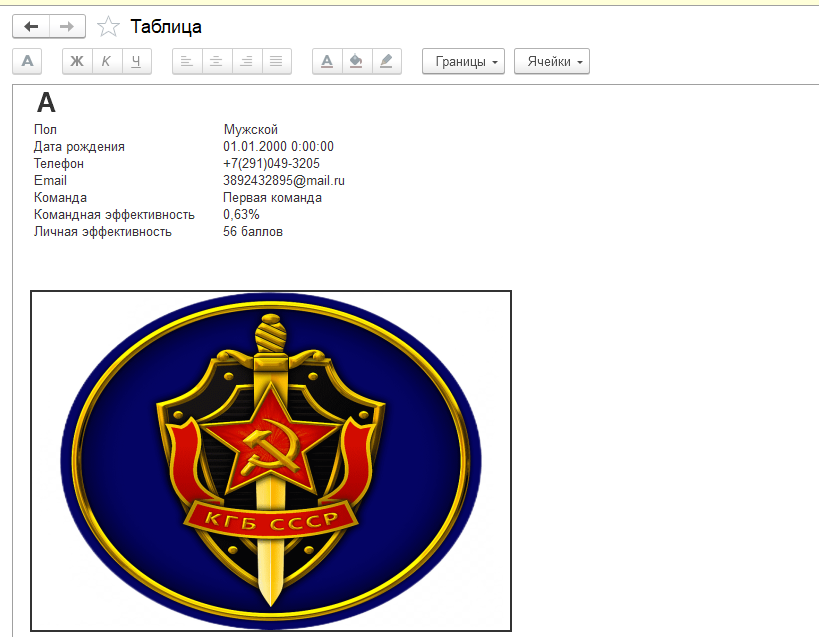 Таблица
А Ж К Ч А Границы Ячейки
А
Пол Мужской
Дата рождения 01.01.2000 0:00:00
Телефон +7(291)049-3205
Email 3892432895@mail.ru
Команда Первая команда
Командная эффективность 0,63%
Личная эффективность 56 баллов
КГБ СССР